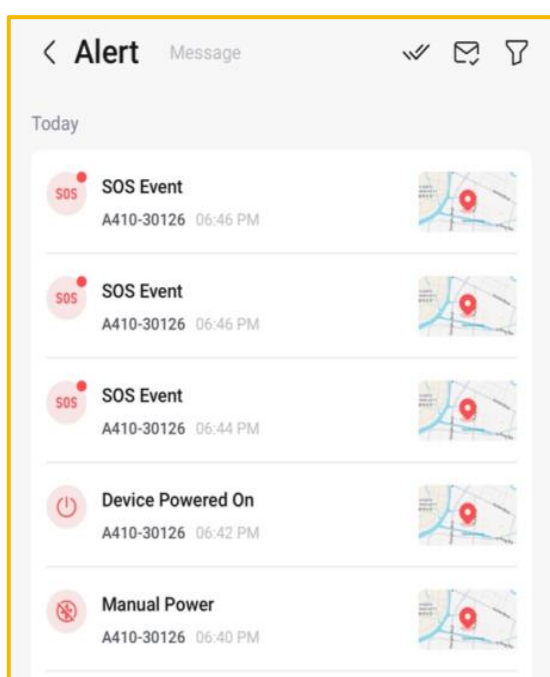 Alert Message
Today
SOS SOS Event
A410-30126 06:46 PM
SOS SOS Event
A410-30126 06:46 PM
SOS SOS Event
A410-30126 06:44 PM
Device Powered On
A410-30126 06:42 PM
Manual Power
A410-30126 06:40 PM